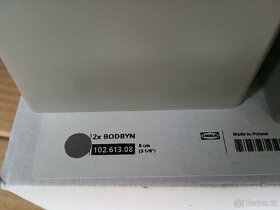 2x BODBYN
102.613.08
8 cm
(3 1/8")
IKEA
Made in Poland